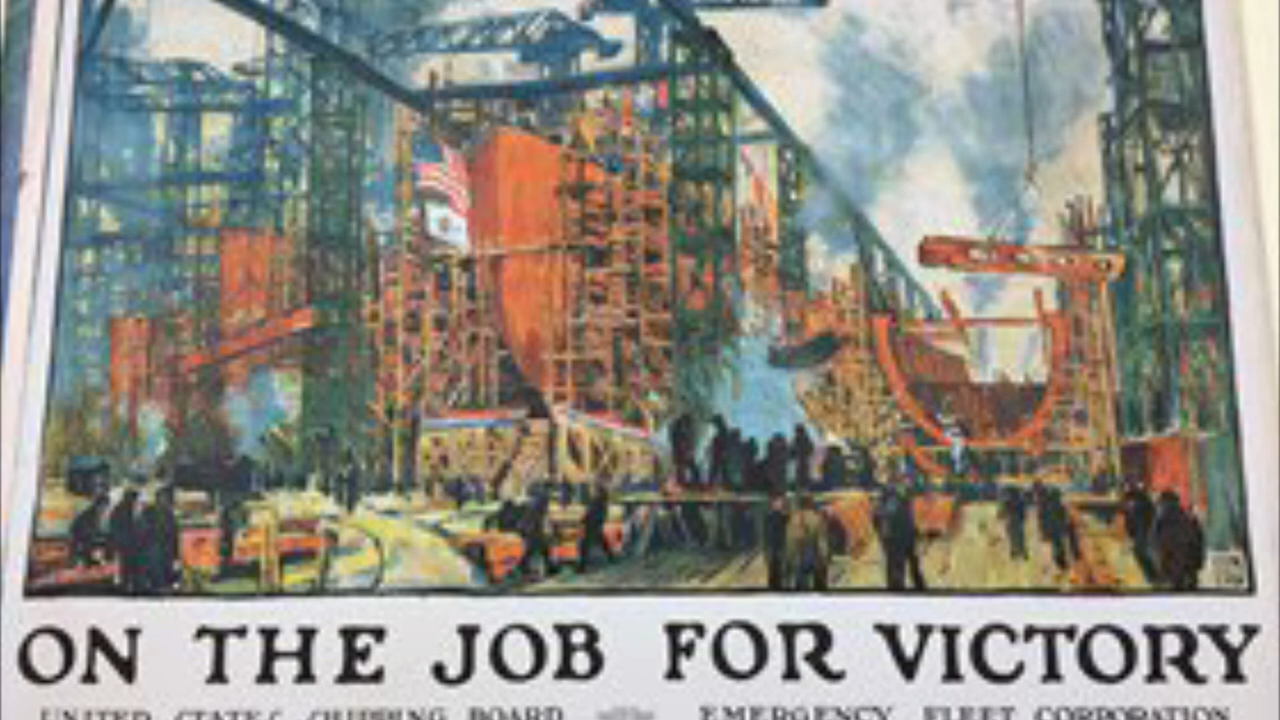 ON THE JOB FOR VICTORY
UNITED STATES SHIPPING BOARD EMERGENCY FLEET CORPORATION